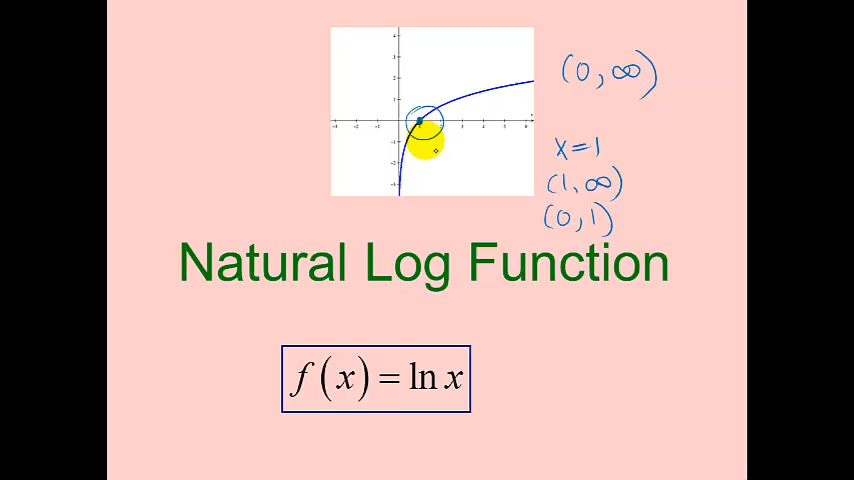 (0, ∞)
x=1
(1, ∞)
(0, 1)
Natural Log Function
f(x) = ln x